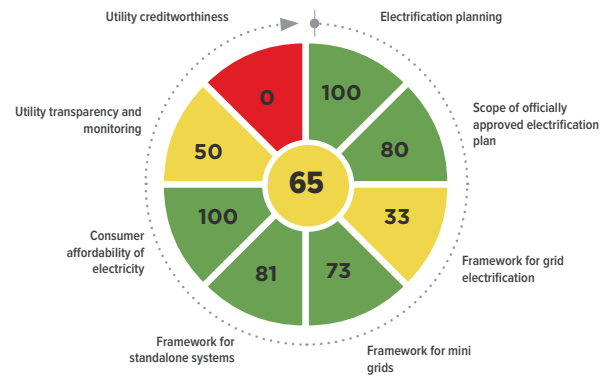 Utility creditworthiness
Electrification planning
0
100
Scope of officially
approved electrification
plan
Utility transparency and
monitoring
50
80
65
100
33
Consumer
affordability of
electricity
81
73
Framework for grid
electrification
Framework for
standalone systems
Framework for mini
grids